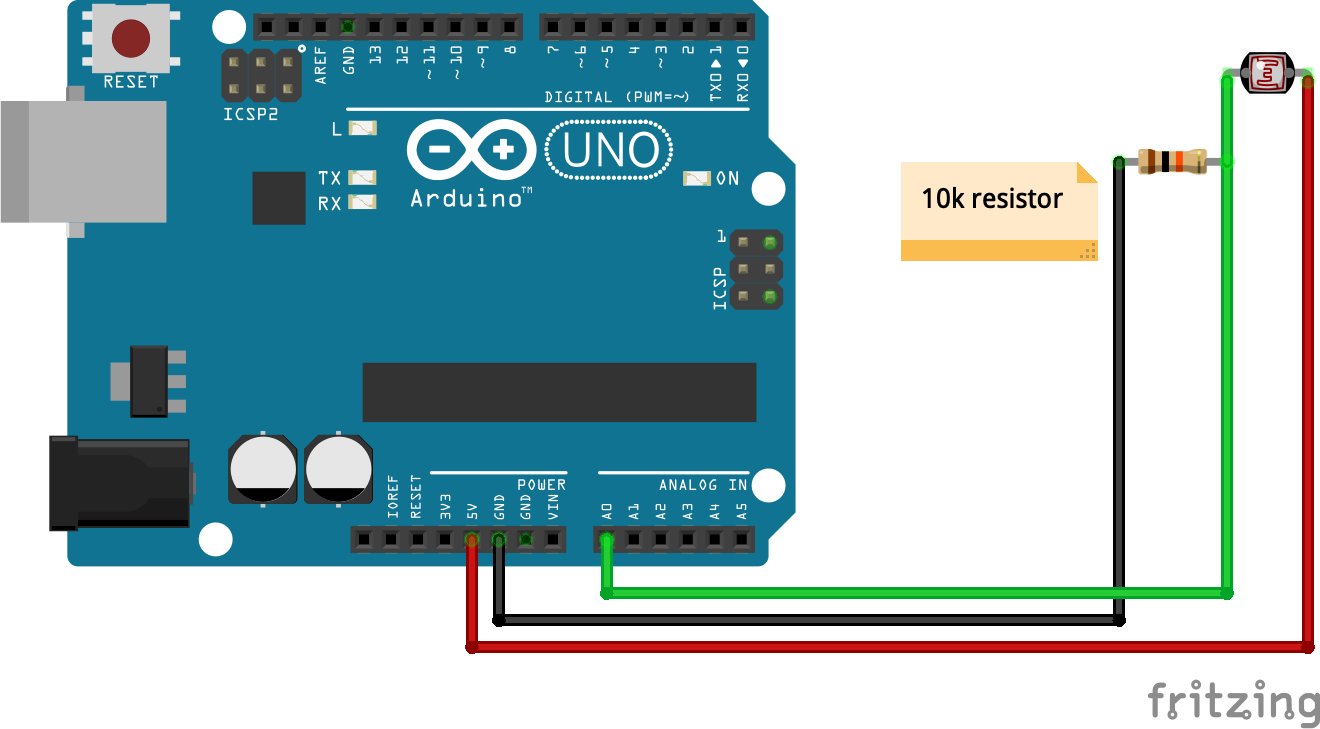 RESET
ICSP2
AREF
GND
13
12
~11
~10
~9
8
7
~6
~5
4
~3
2
TX0▶1
RX0◀0
DIGITAL (PWM=~)
L
TX
RX
UNO
Arduino™
ON
1
ICSP
10k resistor
POWER
ANALOG IN
IOREF
RESET
3V3
5V
GND
GND
VIN
A0
A1
A2
A3
A4
A5
fritzing